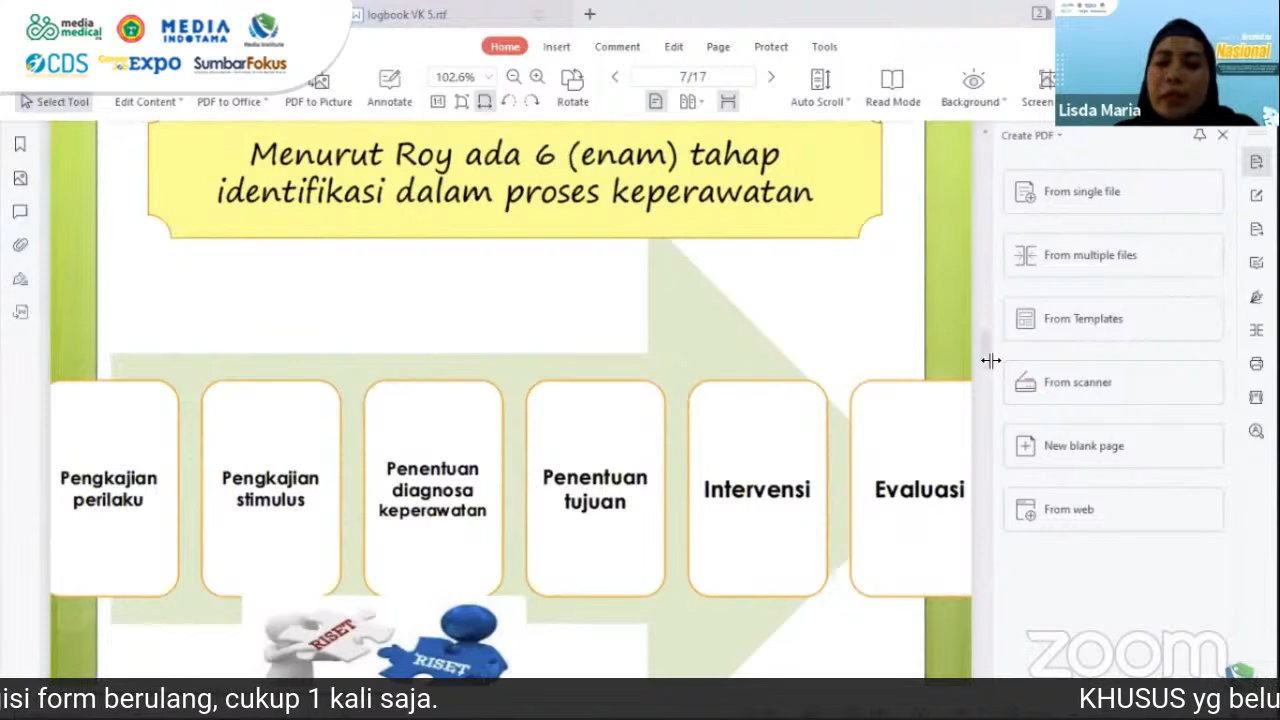 media
medical
MEDIA
INDOTAMA
Media Institute
CDS
Expo
SumbarFokus
logbook VK 5.rtf
2
Home
Insert
Comment
Edit
Page
Protect
Tools
102.6%
7/17
Select Tool
Edit Content
PDF to Office
PDF to Picture
Annotate
Rotate
Auto Scroll
Read Mode
Background
Screen
Nasional
Lisda Maria
Create PDF
From single file
From multiple files
From Templates
From scanner
New blank page
From web
Menurut Roy ada 6 (enam) tahap
identifikasi dalam proses keperawatan
Pengkajian
perilaku
Pengkajian
stimulus
Penentuan
diagnosa
keperawatan
Penentuan
tujuan
Intervensi
Evaluasi
RISET
RISET
zoom
gisi form berulang, cukup 1 kali saja.
KHUSUS yg belu